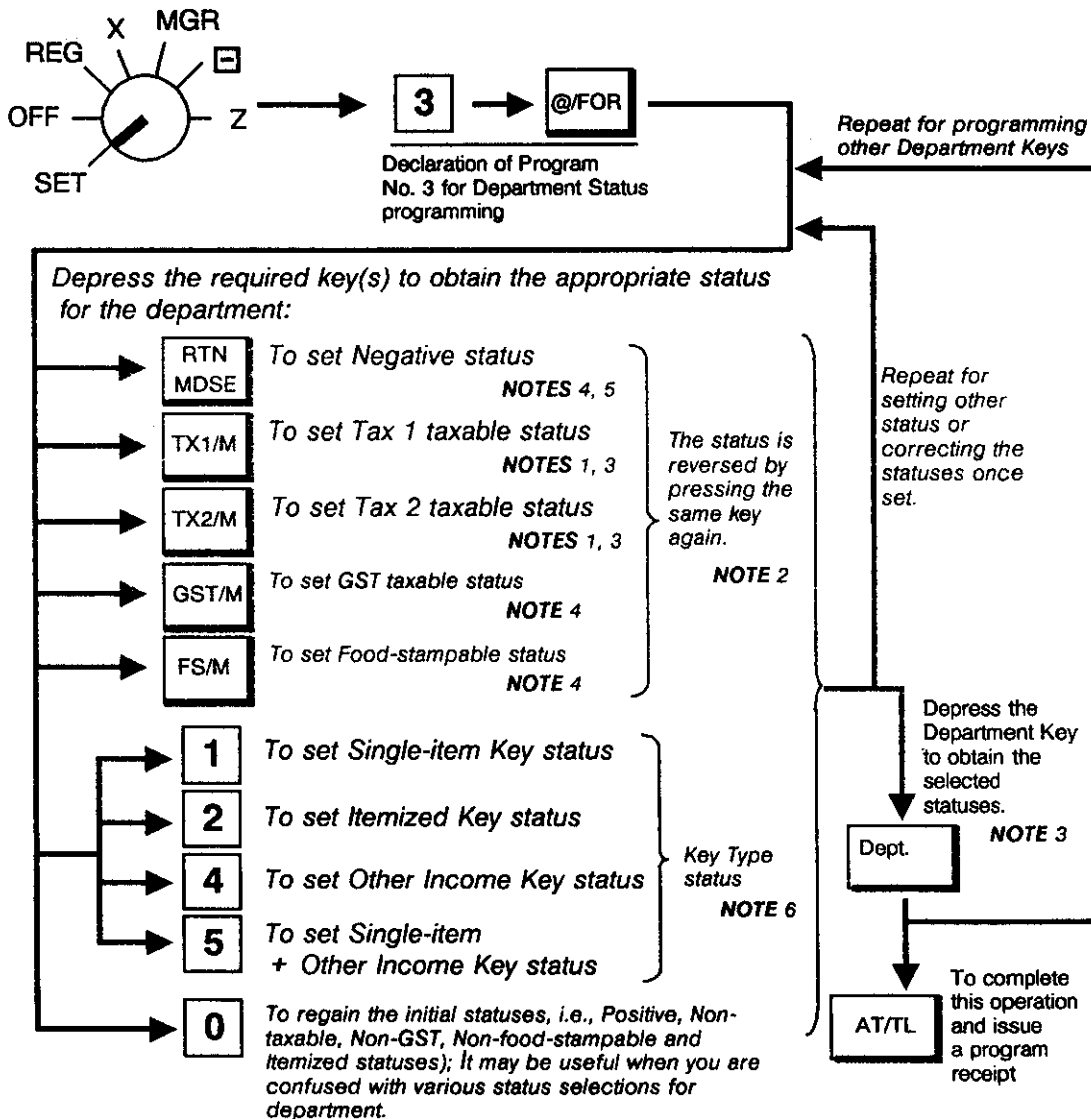 MGR
X
REG
OFF
Z
SET
3
@/FOR
Declaration of Program
No. 3 for Department Status
programming
Repeat for programming
other Department Keys
Depress the required key(s) to obtain the appropriate status
for the department:
RTN
MDSE
To set Negative status
NOTES 4, 5
TX1/M
To set Tax 1 taxable status
NOTES 1, 3
TX2/M
To set Tax 2 taxable status
NOTES 1, 3
GST/M
To set GST taxable status
NOTE 4
FS/M
To set Food-stampable status
NOTE 4
The status is
reversed by
pressing the
same key
again.
NOTE 2
Repeat for
setting other
status or
correcting the
statuses once
set.
1
To set Single-item Key status
2
To set Itemized Key status
4
To set Other Income Key status
5
To set Single-item
+ Other Income Key status
Key Type
status
NOTE 6
0
To regain the initial statuses, i.e., Positive, Non-
taxable, Non-GST, Non-food-stampable and
Itemized statuses); It may be useful when you are
confused with various status selections for
department.
Depress the
Department Key
to obtain the
selected
statuses.
NOTE 3
Dept.
AT/TL
To complete
this operation
and issue
a program
receipt